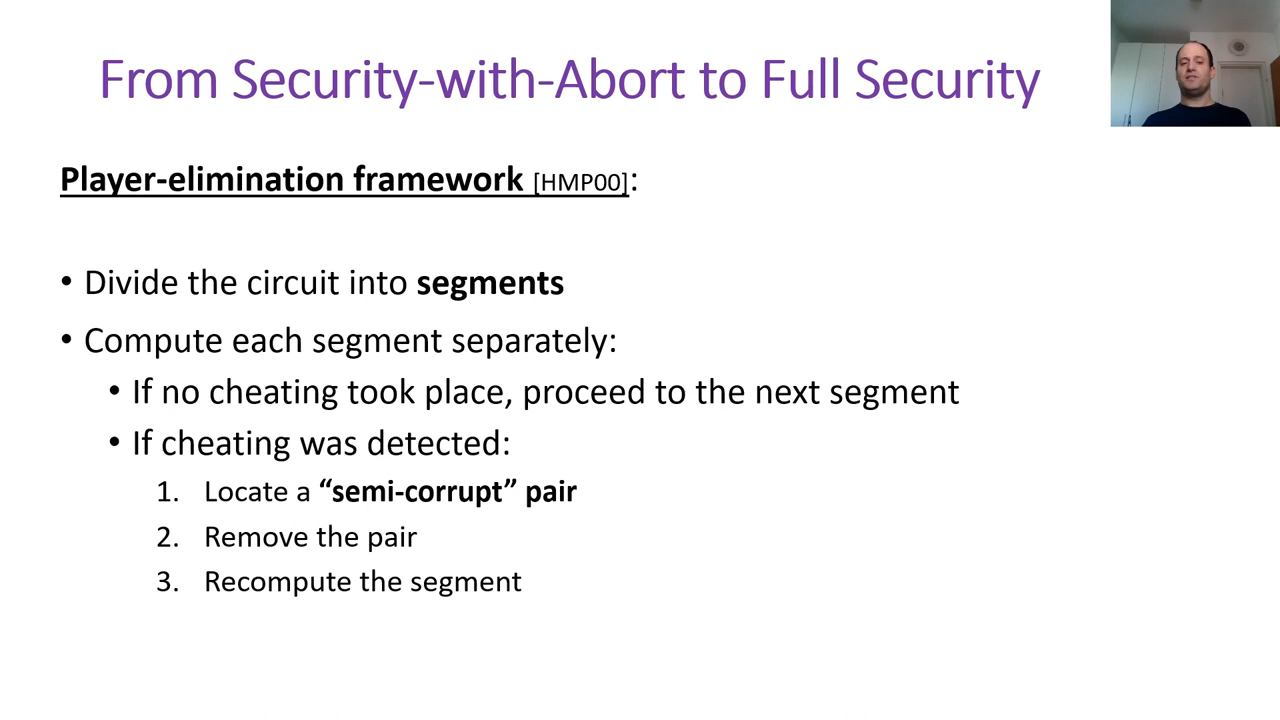 From Security-with-Abort to Full Security
Player-elimination framework [HMP00]:
• Divide the circuit into segments
• Compute each segment separately:
• If no cheating took place, proceed to the next segment
• If cheating was detected:
1. Locate a “semi-corrupt” pair
2. Remove the pair
3. Recompute the segment